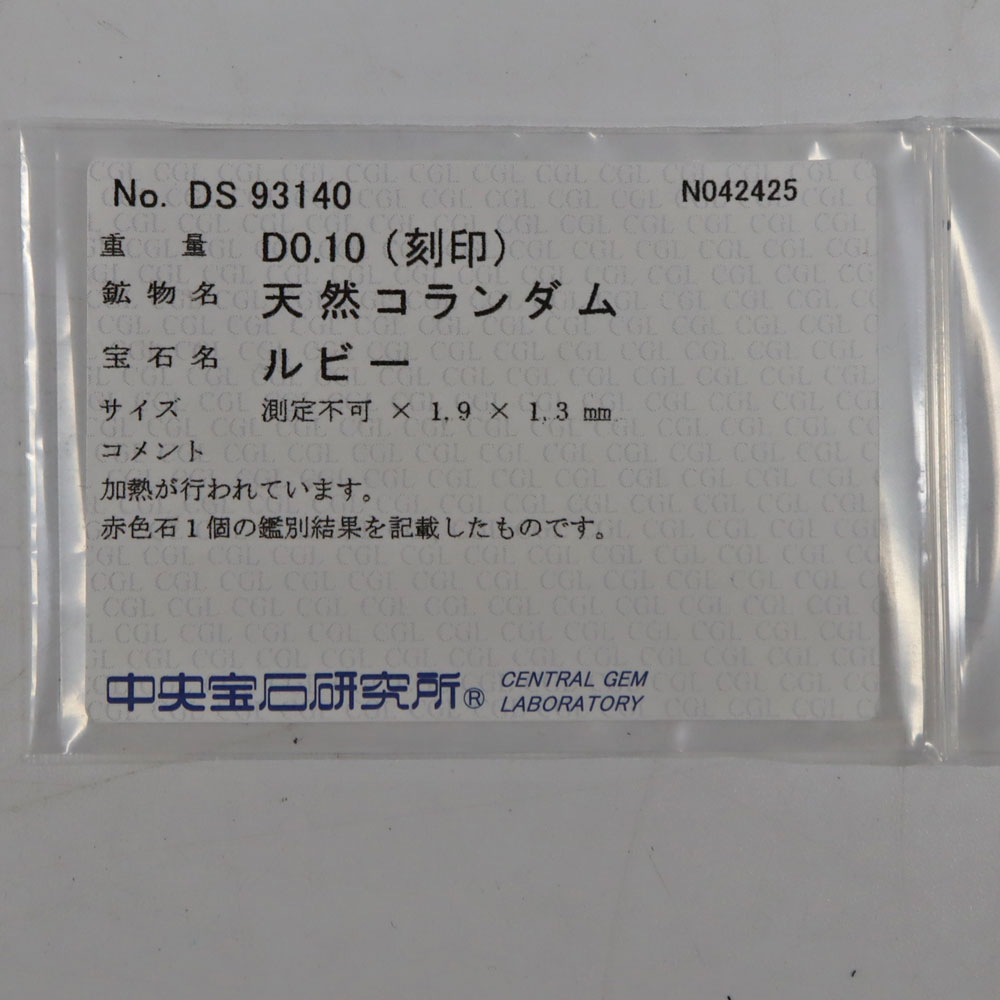 No. DS 93140 N042425
重量 D0.10（刻印）
鉱物名 天然コランダム
宝石名 ルビー
サイズ 測定不可 × 1.9 × 1.3 mm
コメント
加熱が行われています。
赤色石1個の鑑別結果を記載したものです。
中央宝石研究所® CENTRAL GEM
LABORATORY